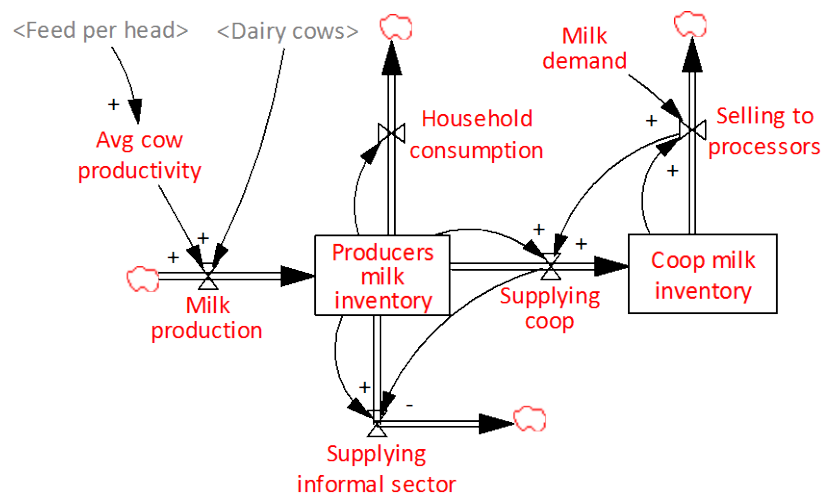 <Feed per head>
<Dairy cows>
Milk
demand
Selling to
processors
Household
consumption
+
Avg cow
productivity
+
+
+
+
+
+
Producers
milk
inventory
Coop milk
inventory
Milk
production
Supplying
coop
+
-
Supplying
informal sector